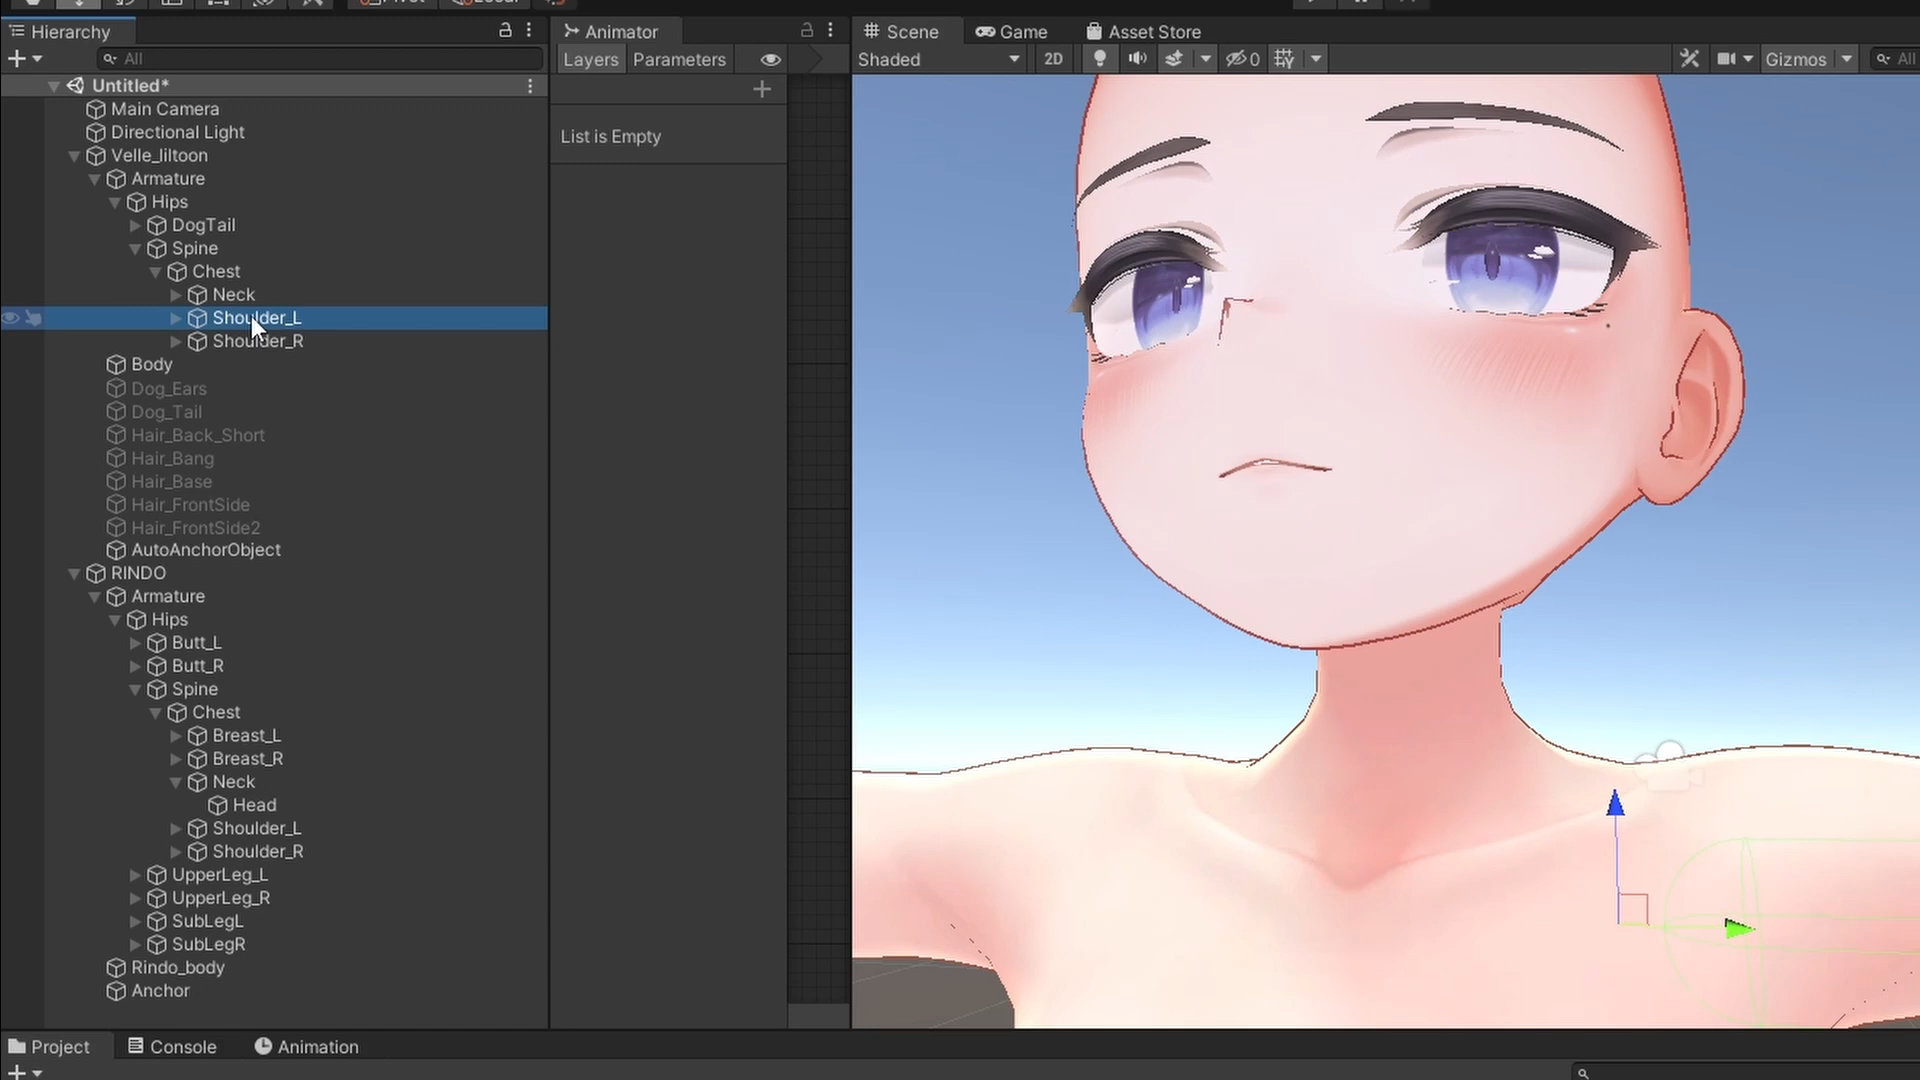 Pivot
Local
Hierarchy
Animator
Scene
Game
Asset Store
All
Layers
Parameters
Shaded
2D
0
Gizmos
All
Untitled*
Main Camera
Directional Light
Velle_liltoon
Armature
Hips
DogTail
Spine
Chest
Neck
Shoulder_L
Shoulder_R
Body
Dog_Ears
Dog_Tail
Hair_Back_Short
Hair_Bang
Hair_Base
Hair_FrontSide
Hair_FrontSide2
AutoAnchorObject
RINDO
Armature
Hips
Butt_L
Butt_R
Spine
Chest
Breast_L
Breast_R
Neck
Head
Shoulder_L
Shoulder_R
UpperLeg_L
UpperLeg_R
SubLegL
SubLegR
Rindo_body
Anchor
List is Empty
Project
Console
Animation